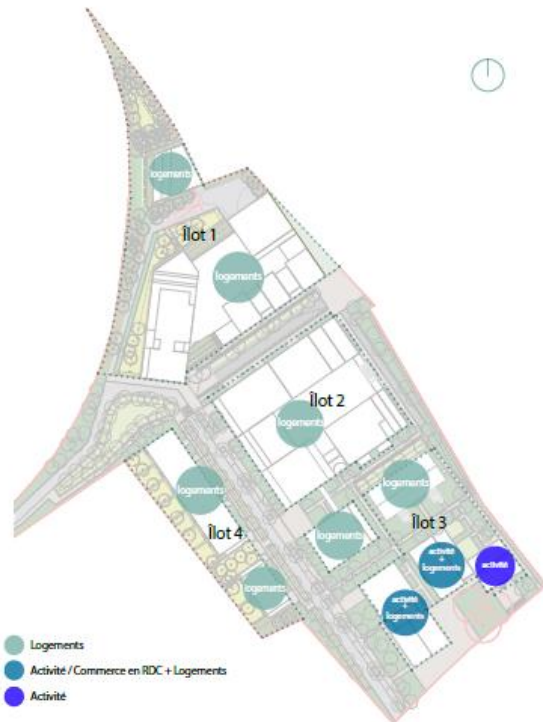 logements
Îlot 1
logements
Îlot 2
logements
logements
logements
Îlot 3
Îlot 4
logements
activité
+
logements
activité
logements
activité
+
logements
Logements
Activité / Commerce en RDC + Logements
Activité